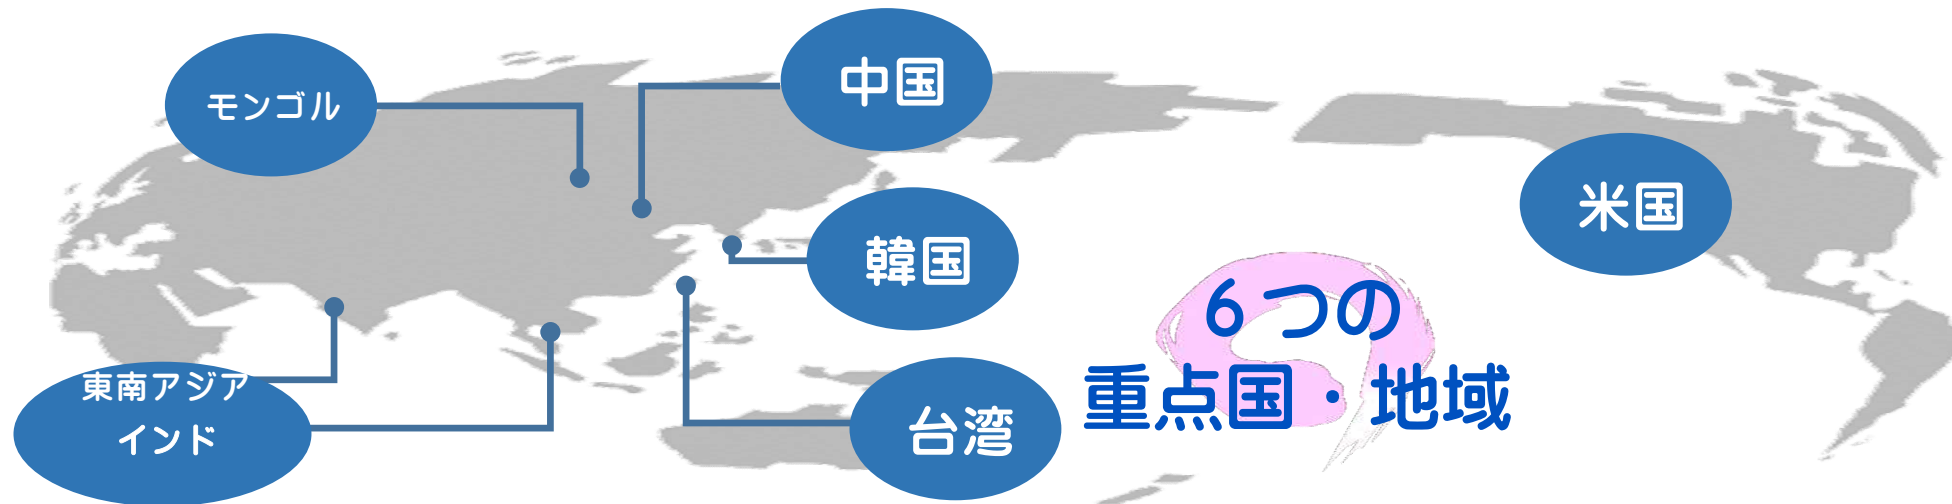 モンゴル
中国
韓国
米国
東南アジア
インド
台湾
6つの
重点国・地域